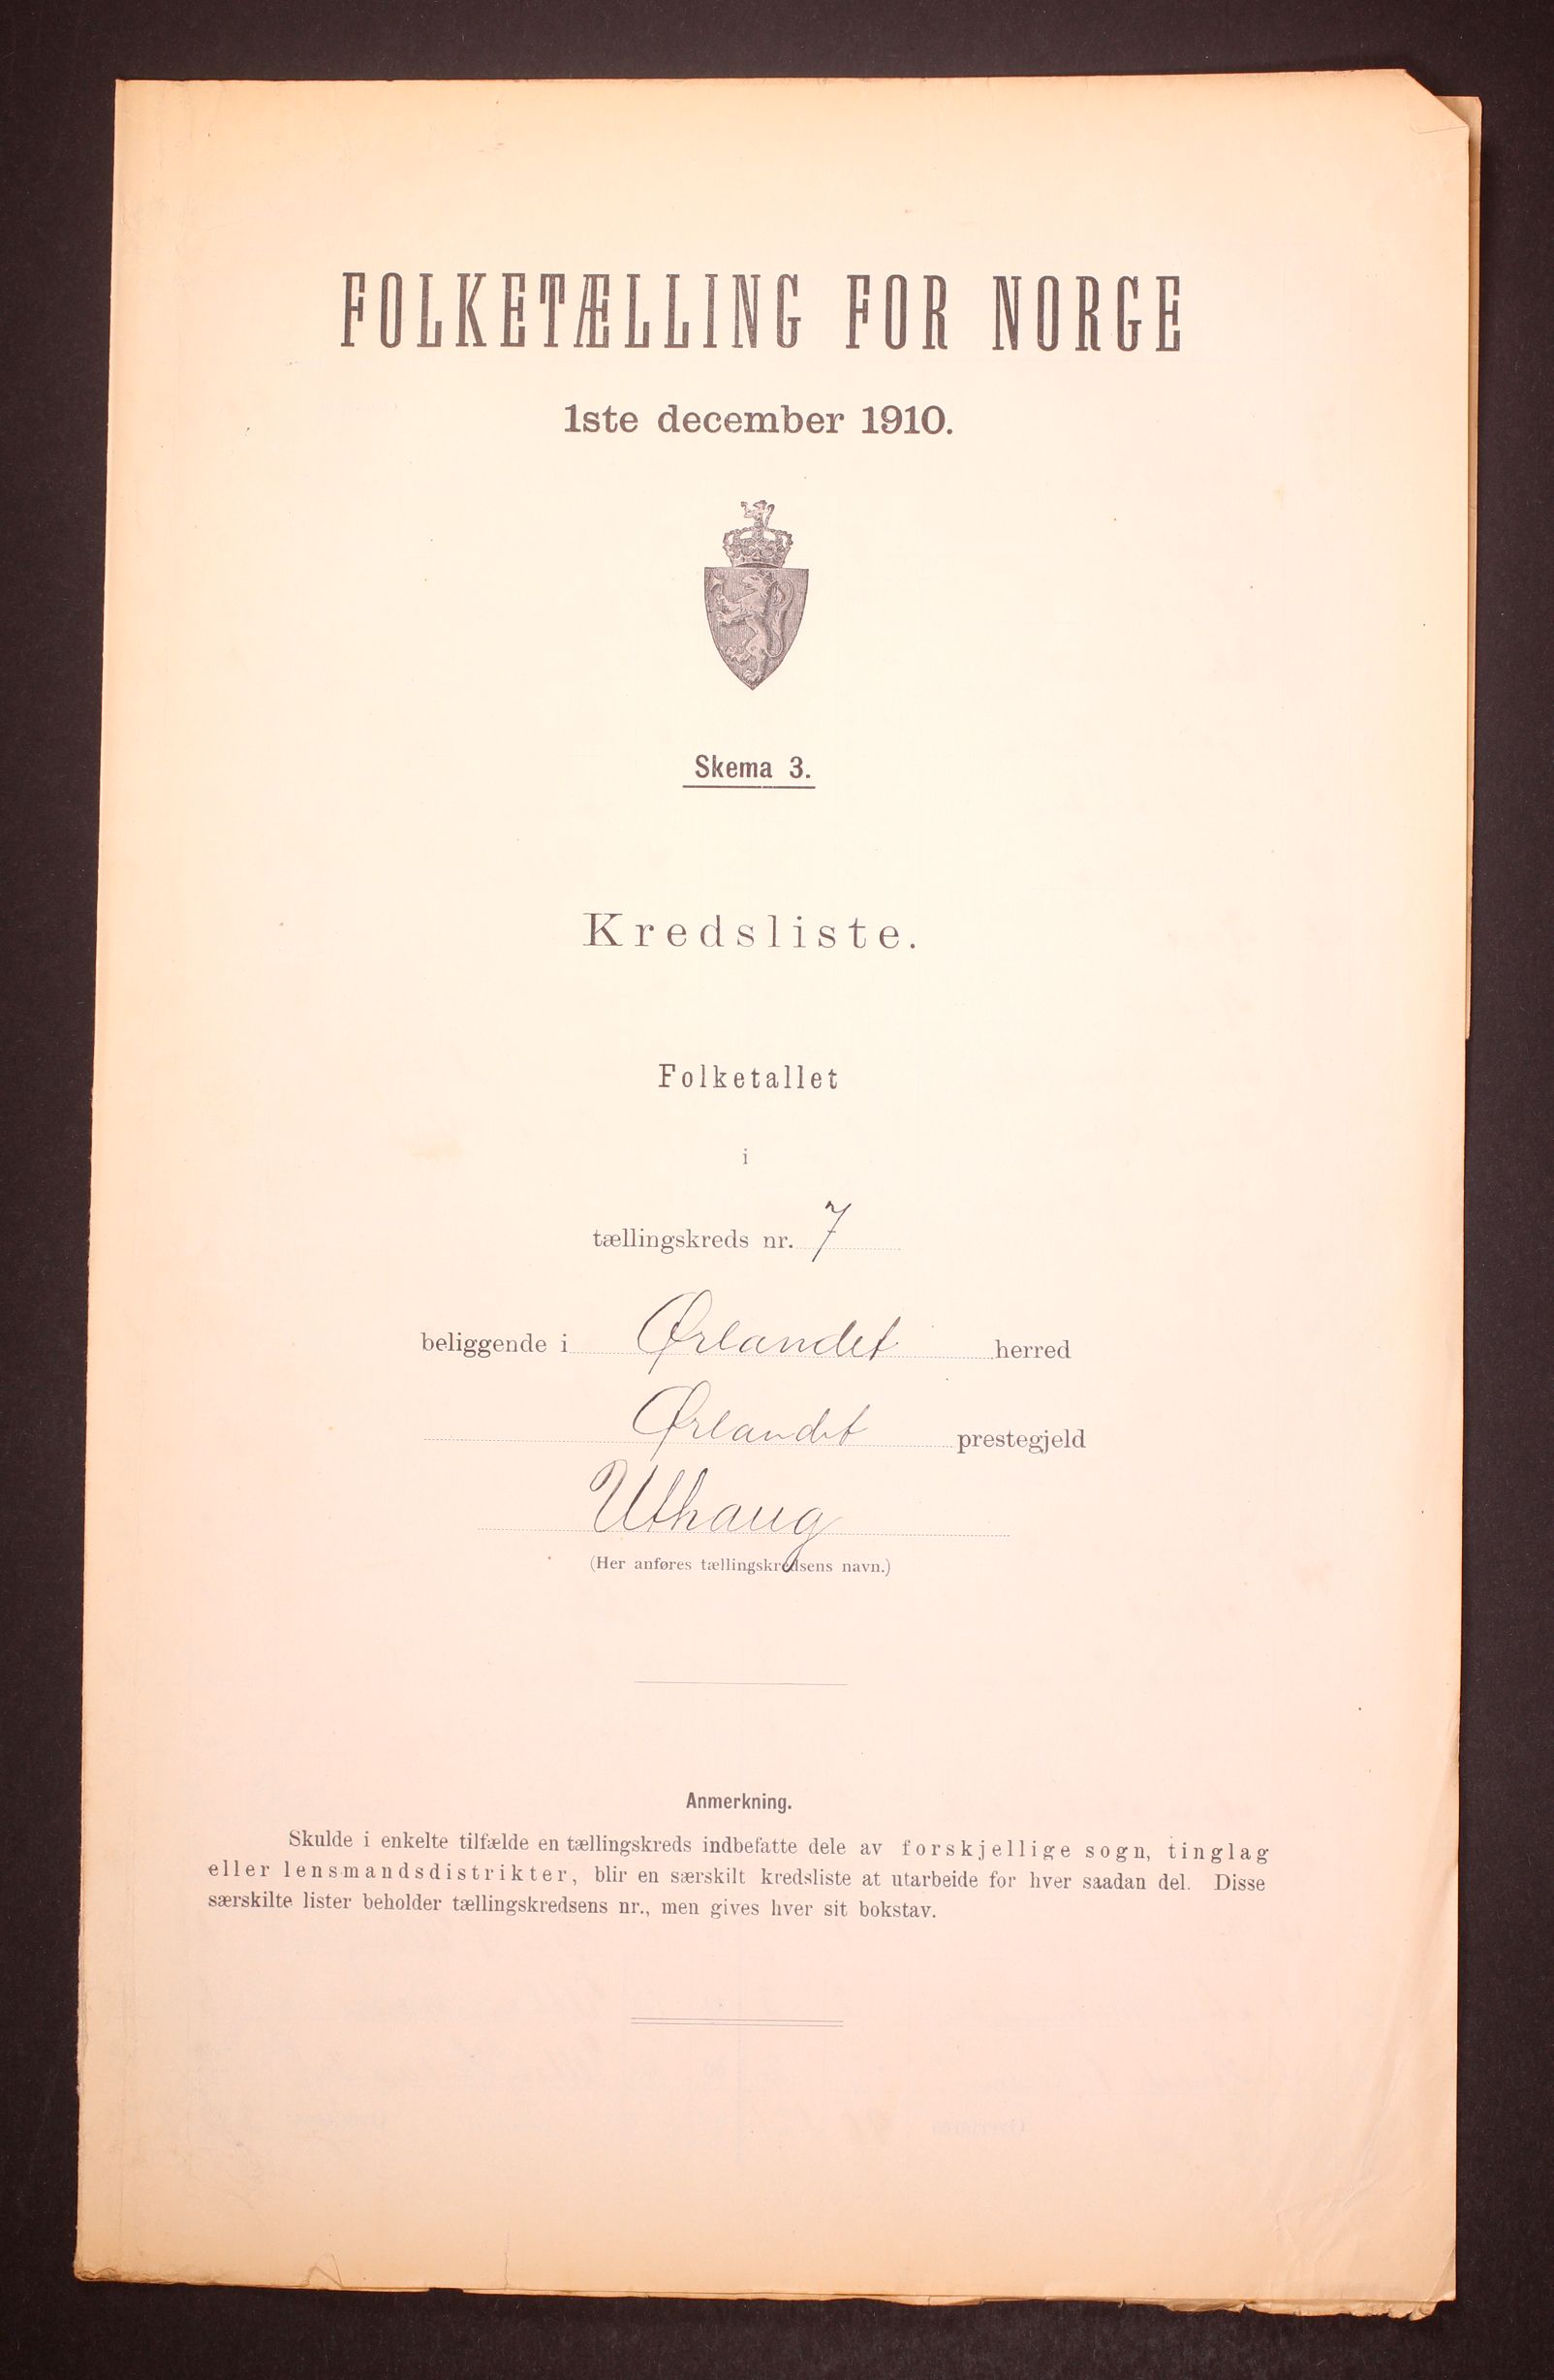 FOLKETÆLLING FOR NORGE
1ste december 1910.
Skema 3.
Kredsliste.
Folketallet
i
tællingskreds nr. 7
beliggende i Ørlandet herred
Ørlandet prestegjeld
Uthaug
(Her anføres tællingskredsens navn.)
Anmerkning.
Skulde i enkelte tilfælde en tællingskreds indbefatte dele av forskjellige sogn, tinglag
eller lensmandsdistrikter, blir en særskilt kredsliste at utarbeide for hver saadan del. Disse
særskilte lister beholder tællingskredsens nr., men gives hver sit bokstav.